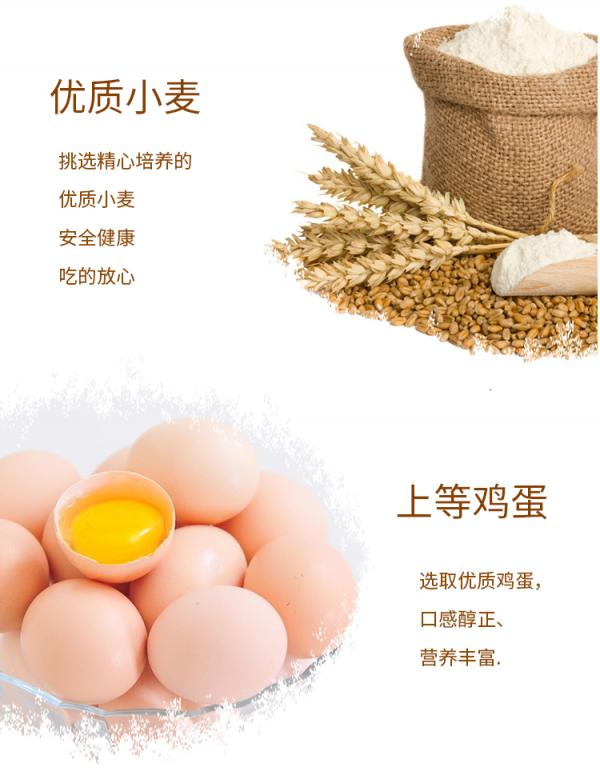 优质小麦
挑选精心培养的
优质小麦
安全健康
吃的放心
上等鸡蛋
选取优质鸡蛋，
口感醇正、
营养丰富.